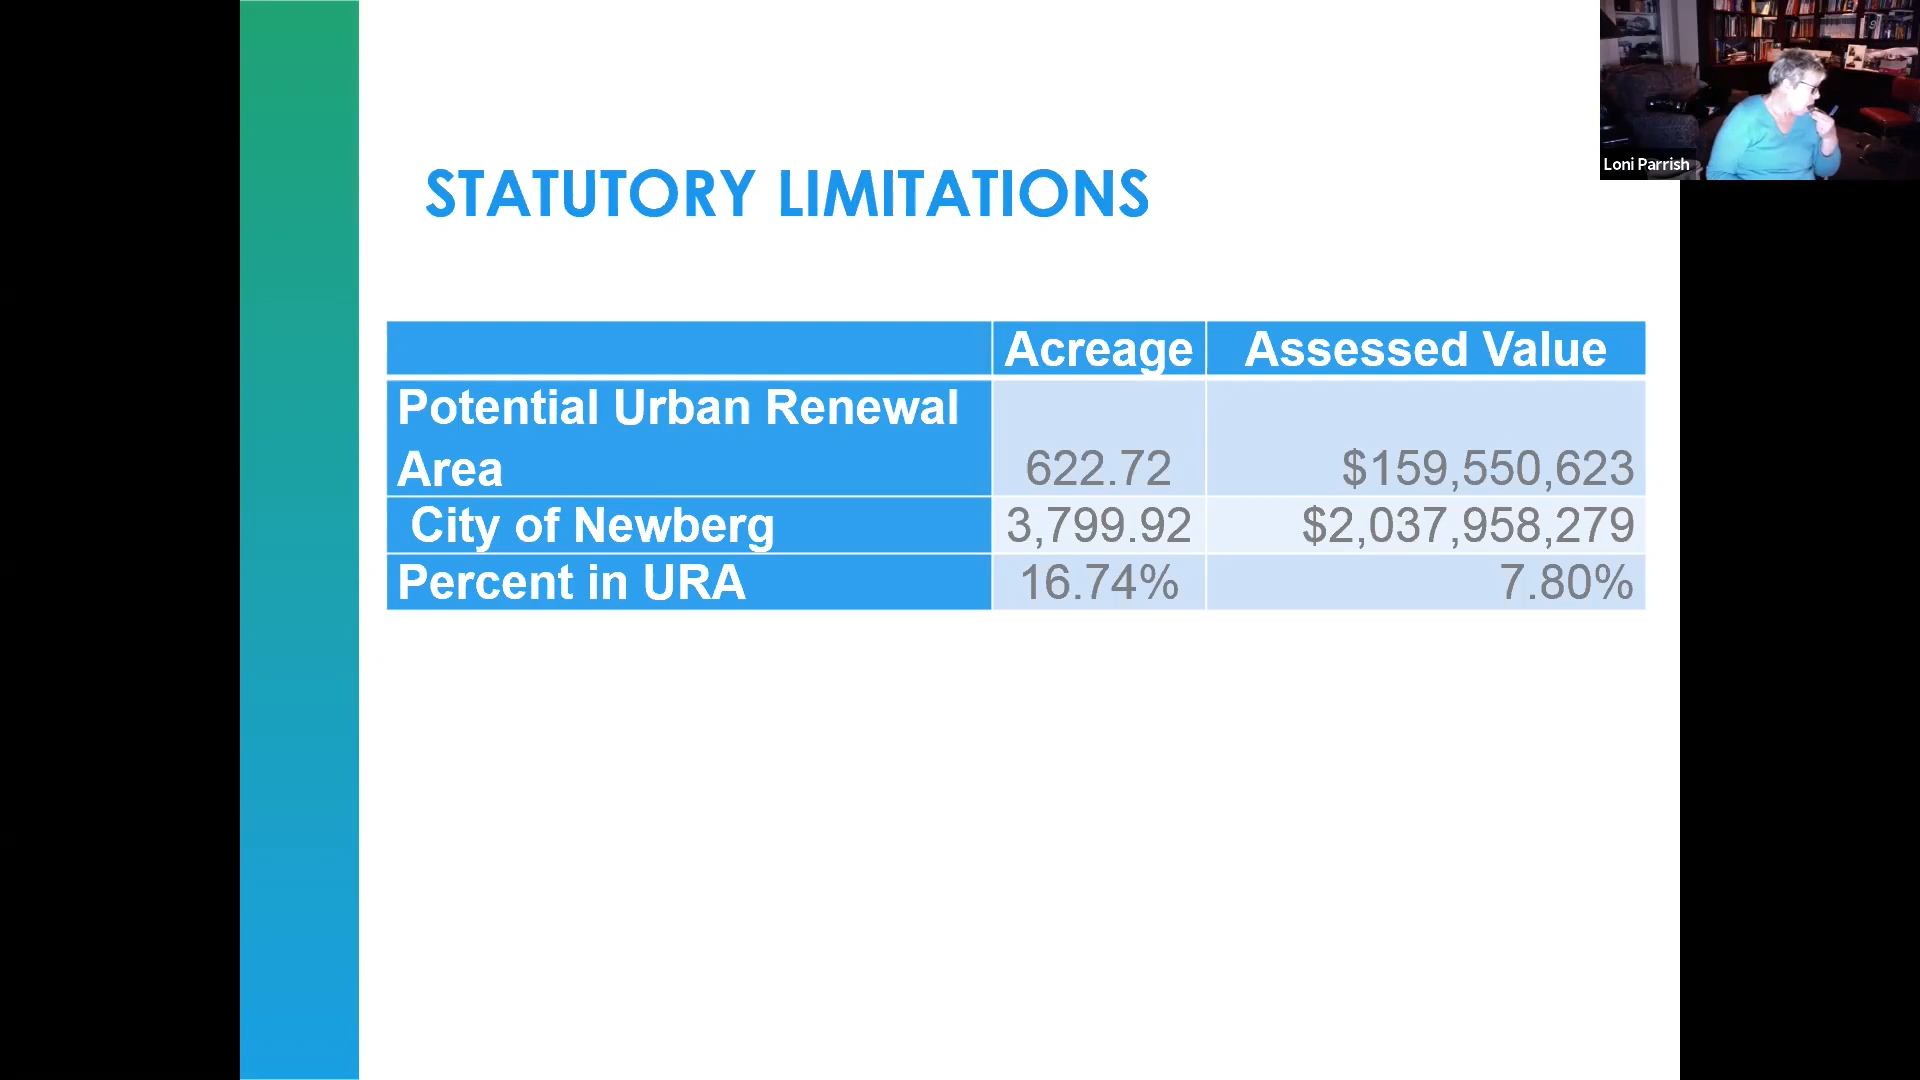 STATUTORY LIMITATIONS
Loni Parrish
Acreage Assessed Value
Potential Urban Renewal
Area 622.72 $159,550,623
City of Newberg 3,799.92 $2,037,958,279
Percent in URA 16.74% 7.80%